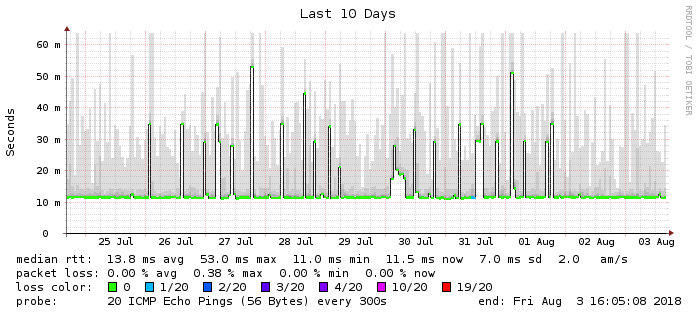 Last 10 Days
RRDTOOL / TOBI OETIKER
Seconds
60 m
50 m
40 m
30 m
20 m
10 m
0
25 Jul 26 Jul 27 Jul 28 Jul 29 Jul 30 Jul 31 Jul 01 Aug 02 Aug 03 Aug
median rtt: 13.8 ms avg 53.0 ms max 11.0 ms min 11.5 ms now 7.0 ms sd 2.0 am/s
packet loss: 0.00 % avg 0.38 % max 0.00 % min 0.00 % now
loss color: 0 1/20 2/20 3/20 4/20 10/20 19/20
probe: 20 ICMP Echo Pings (56 Bytes) every 300s end: Fri Aug 3 16:05:08 2018